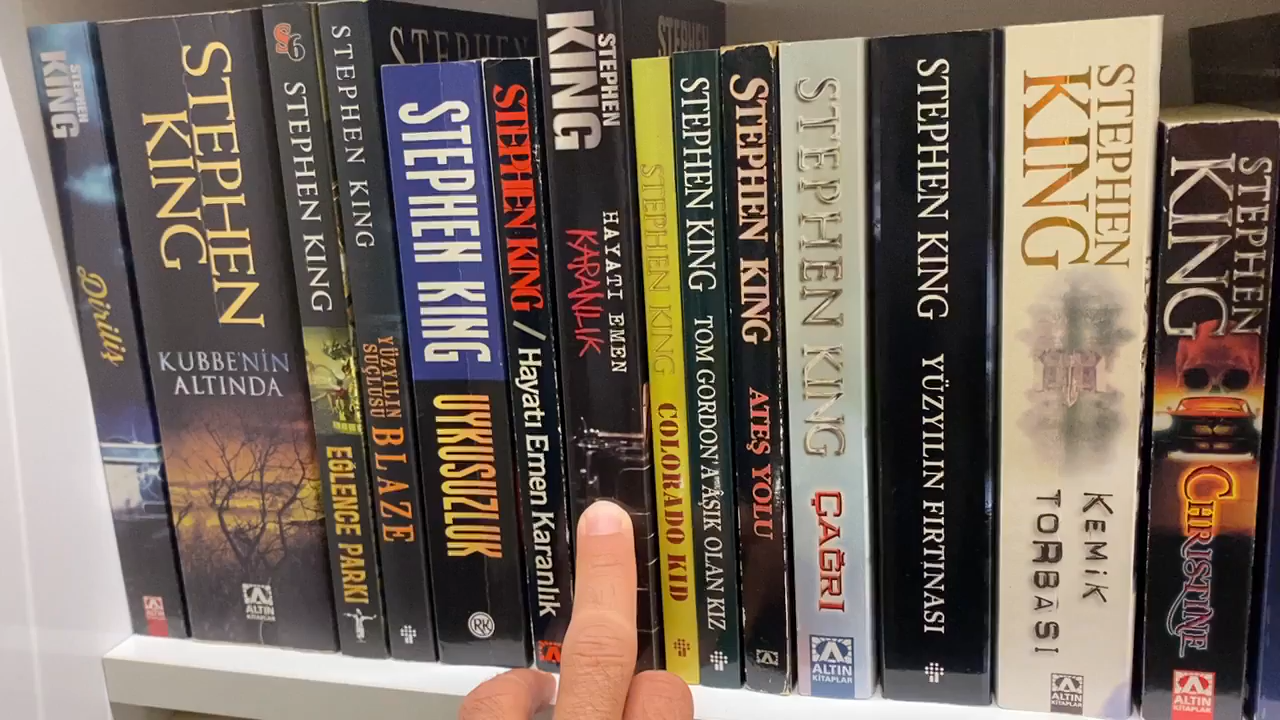 STEPHEN
KING
Diriliş
STEPHEN
KING
KUBBE'NİN
ALTINDA
ALTIN
KİTAPLAR
STEPHEN KING
EĞLENCE PARKI
STEPHEN KING
YÜZYILIN
SUÇLUSU
BLAZE
STEPHEN
STEPHEN KING
UYKUSUZLUK
RK
STEPHEN KING / Hayatı Emen Karanlık
STEPHEN
KING
HAYATI EMEN
KARANLIK
STEPHEN
STEPHEN KING
COLORADO KID
STEPHEN KING
TOM GORDON'A AŞIK OLAN KIZ
STEPHEN KING
ATEŞ YOLU
STEPHEN KING
ÇAĞRI
ALTIN
KİTAPLAR
STEPHEN KING
YÜZYILIN FIRTINASI
STEPHEN
KING
KEMİK
TORBASI
ALTIN
KİTAPLAR
STEPHEN
KING
CHRISTINE
ALTIN
KİTAPLAR